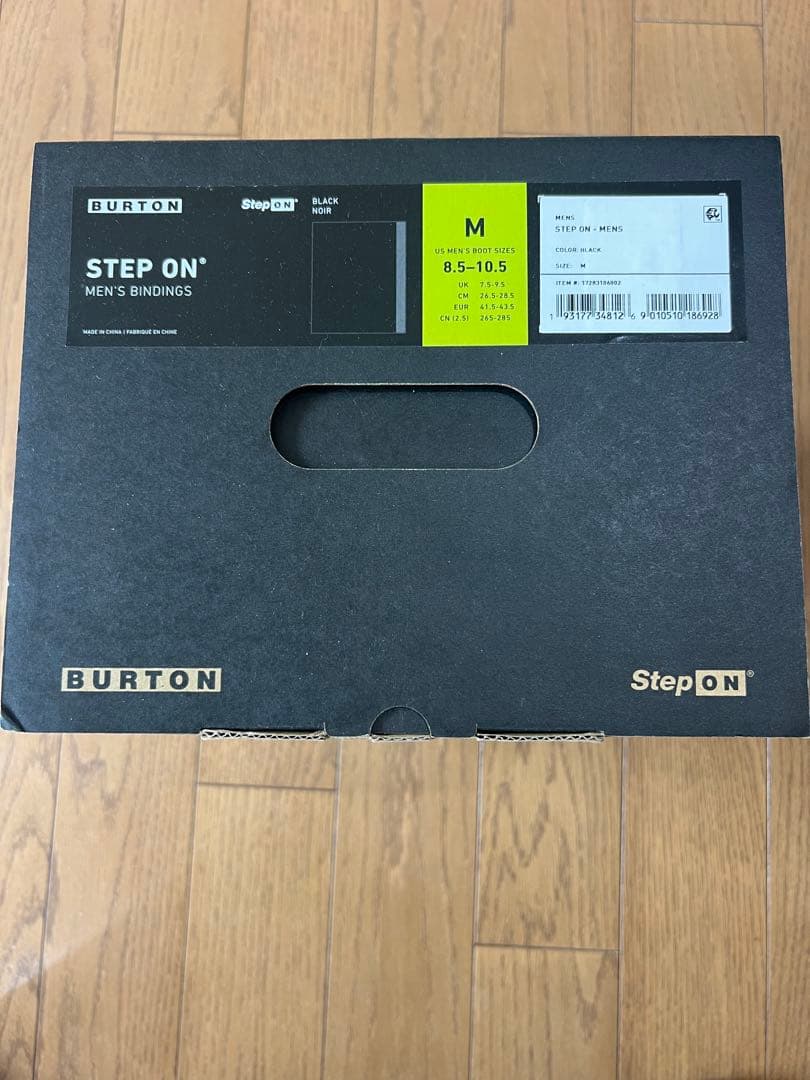 BURTON
StepON
BLACK
NOIR
STEP ON®
MEN'S BINDINGS
MADE IN CHINA / FABRIQUÉ EN CHINE
M
US MEN'S BOOT SIZES
8.5–10.5
UK 7.5-9.5
CM 26.5-28.5
EUR 41.5-43.5
CN (2.5) 265-285
MENS
STEP ON - MENS
COLOR: BLACK
SIZE: M
ITEM #: 17283106002
1 93177 34812 6
9 010510 186928
BURTON
StepON®